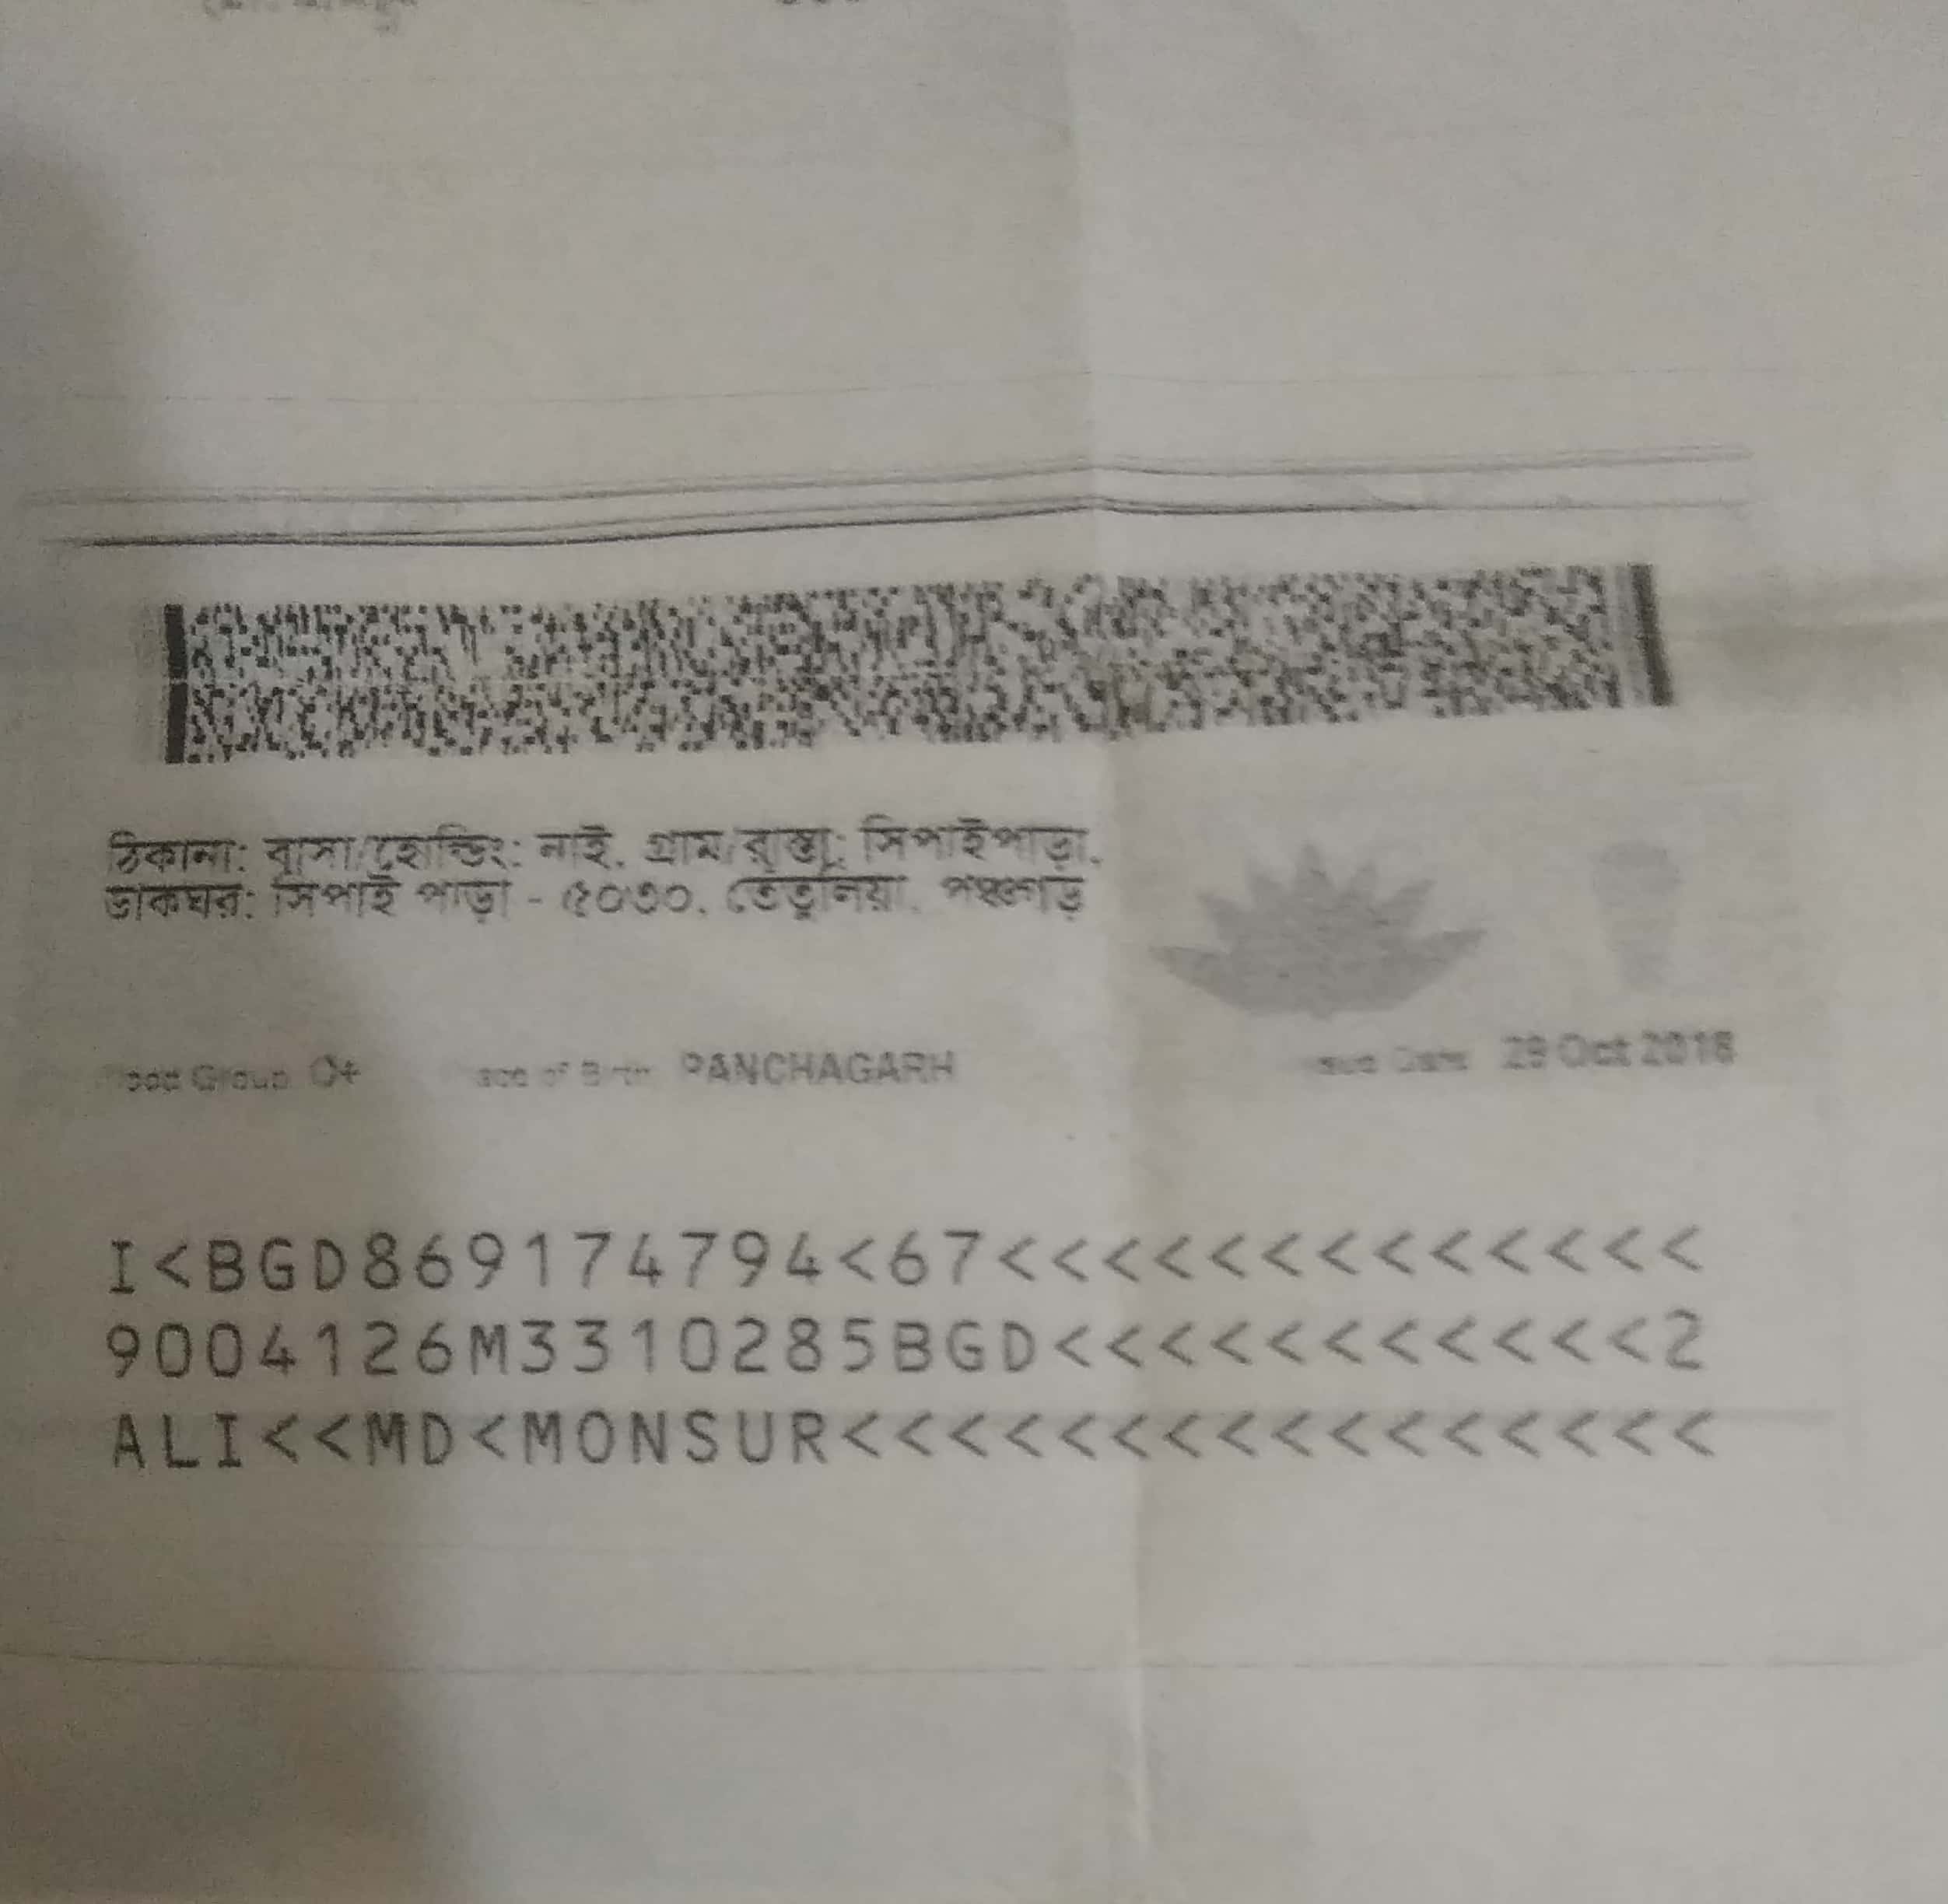 ঠিকানা: বাসা/হোল্ডিং: নাই, গ্রাম/রাস্তা: সিপাইপাড়া,
ডাকঘর: সিপাই পাড়া - ৫০৩০, তেতুলিয়া, পঞ্চগড়
Blood Group O+ Place of Birth PANCHAGARH Issue Date 29 Oct 2018
I<BGD869174794<67<<<<<<<<<<<<<
9004126M3310285BGD<<<<<<<<<<<2
ALI<<MD<MONSUR<<<<<<<<<<<<<<<<